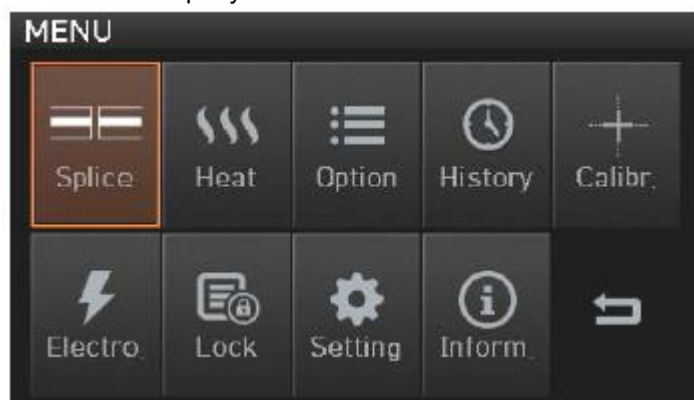 MENU
Splice Heat Option History Calibr.
Electro. Lock Setting Inform.